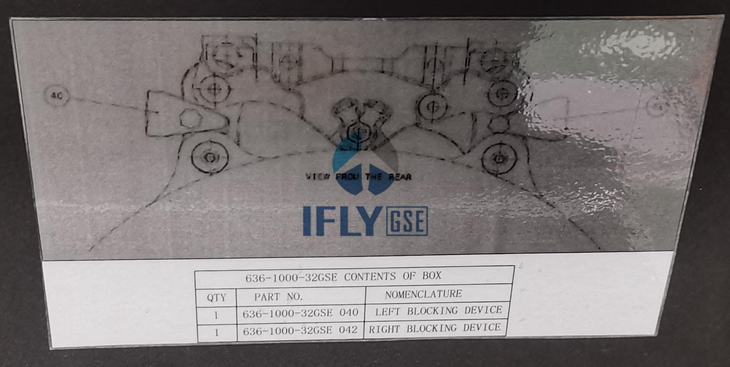 40
VIEW FROU THE REAR
IFLY GSE
636-1000-32GSE CONTENTS OF BOX
QTY PART NO. NOMENCLATURE
1 636-1000-32GSE 040 LEFT BLOCKING DEVICE
1 636-1000-32GSE 042 RIGHT BLOCKING DEVICE